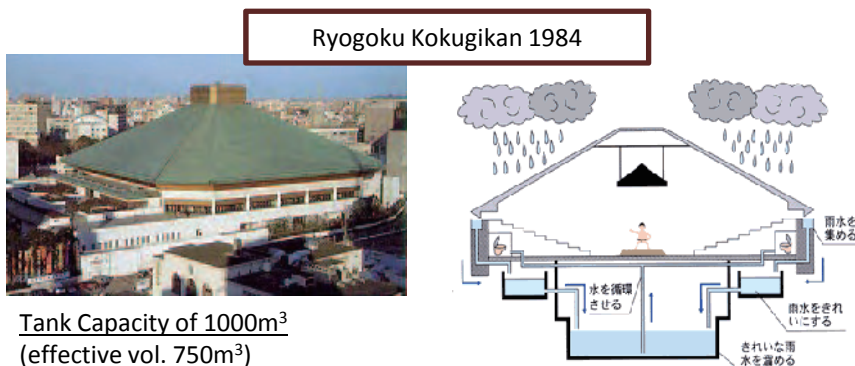 Ryogoku Kokugikan 1984
雨水を
集める
水を循環
させる
雨水をきれ
いにする
きれいな雨
水を溜める
Tank Capacity of 1000m³
(effective vol. 750m³)